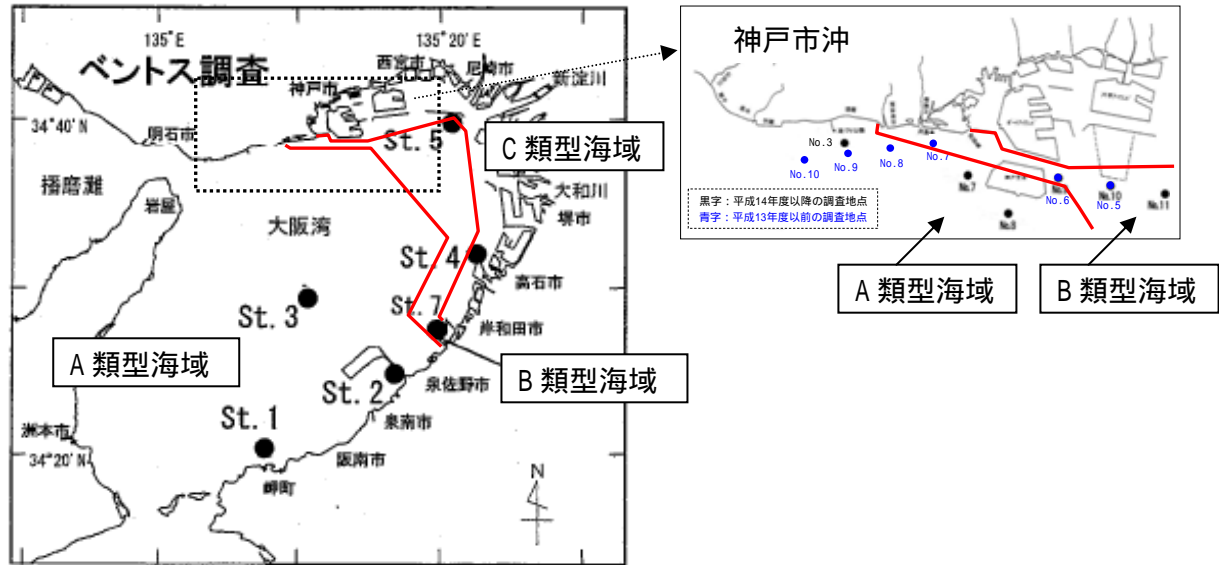 135°E
135°20'E
ベントス調査
西宮市
尼崎市
神戸市
新淀川
34°40'N
明石市
St. 5
C 類型海域
播磨灘
大和川
岩屋
堺市
大阪湾
St. 4
高石市
St. 3
St. 7
岸和田市
A 類型海域
B 類型海域
St. 2
泉佐野市
St. 1
泉南市
洲本市
34°20'N
阪南市
岬町
N
神戸市沖
No.3
No.10
No.9
No.8
No.7
No.7
No.6
No.10
No.5
No.11
No.8
黒字：平成14年度以降の調査地点
青字：平成13年度以前の調査地点
A 類型海域
B 類型海域